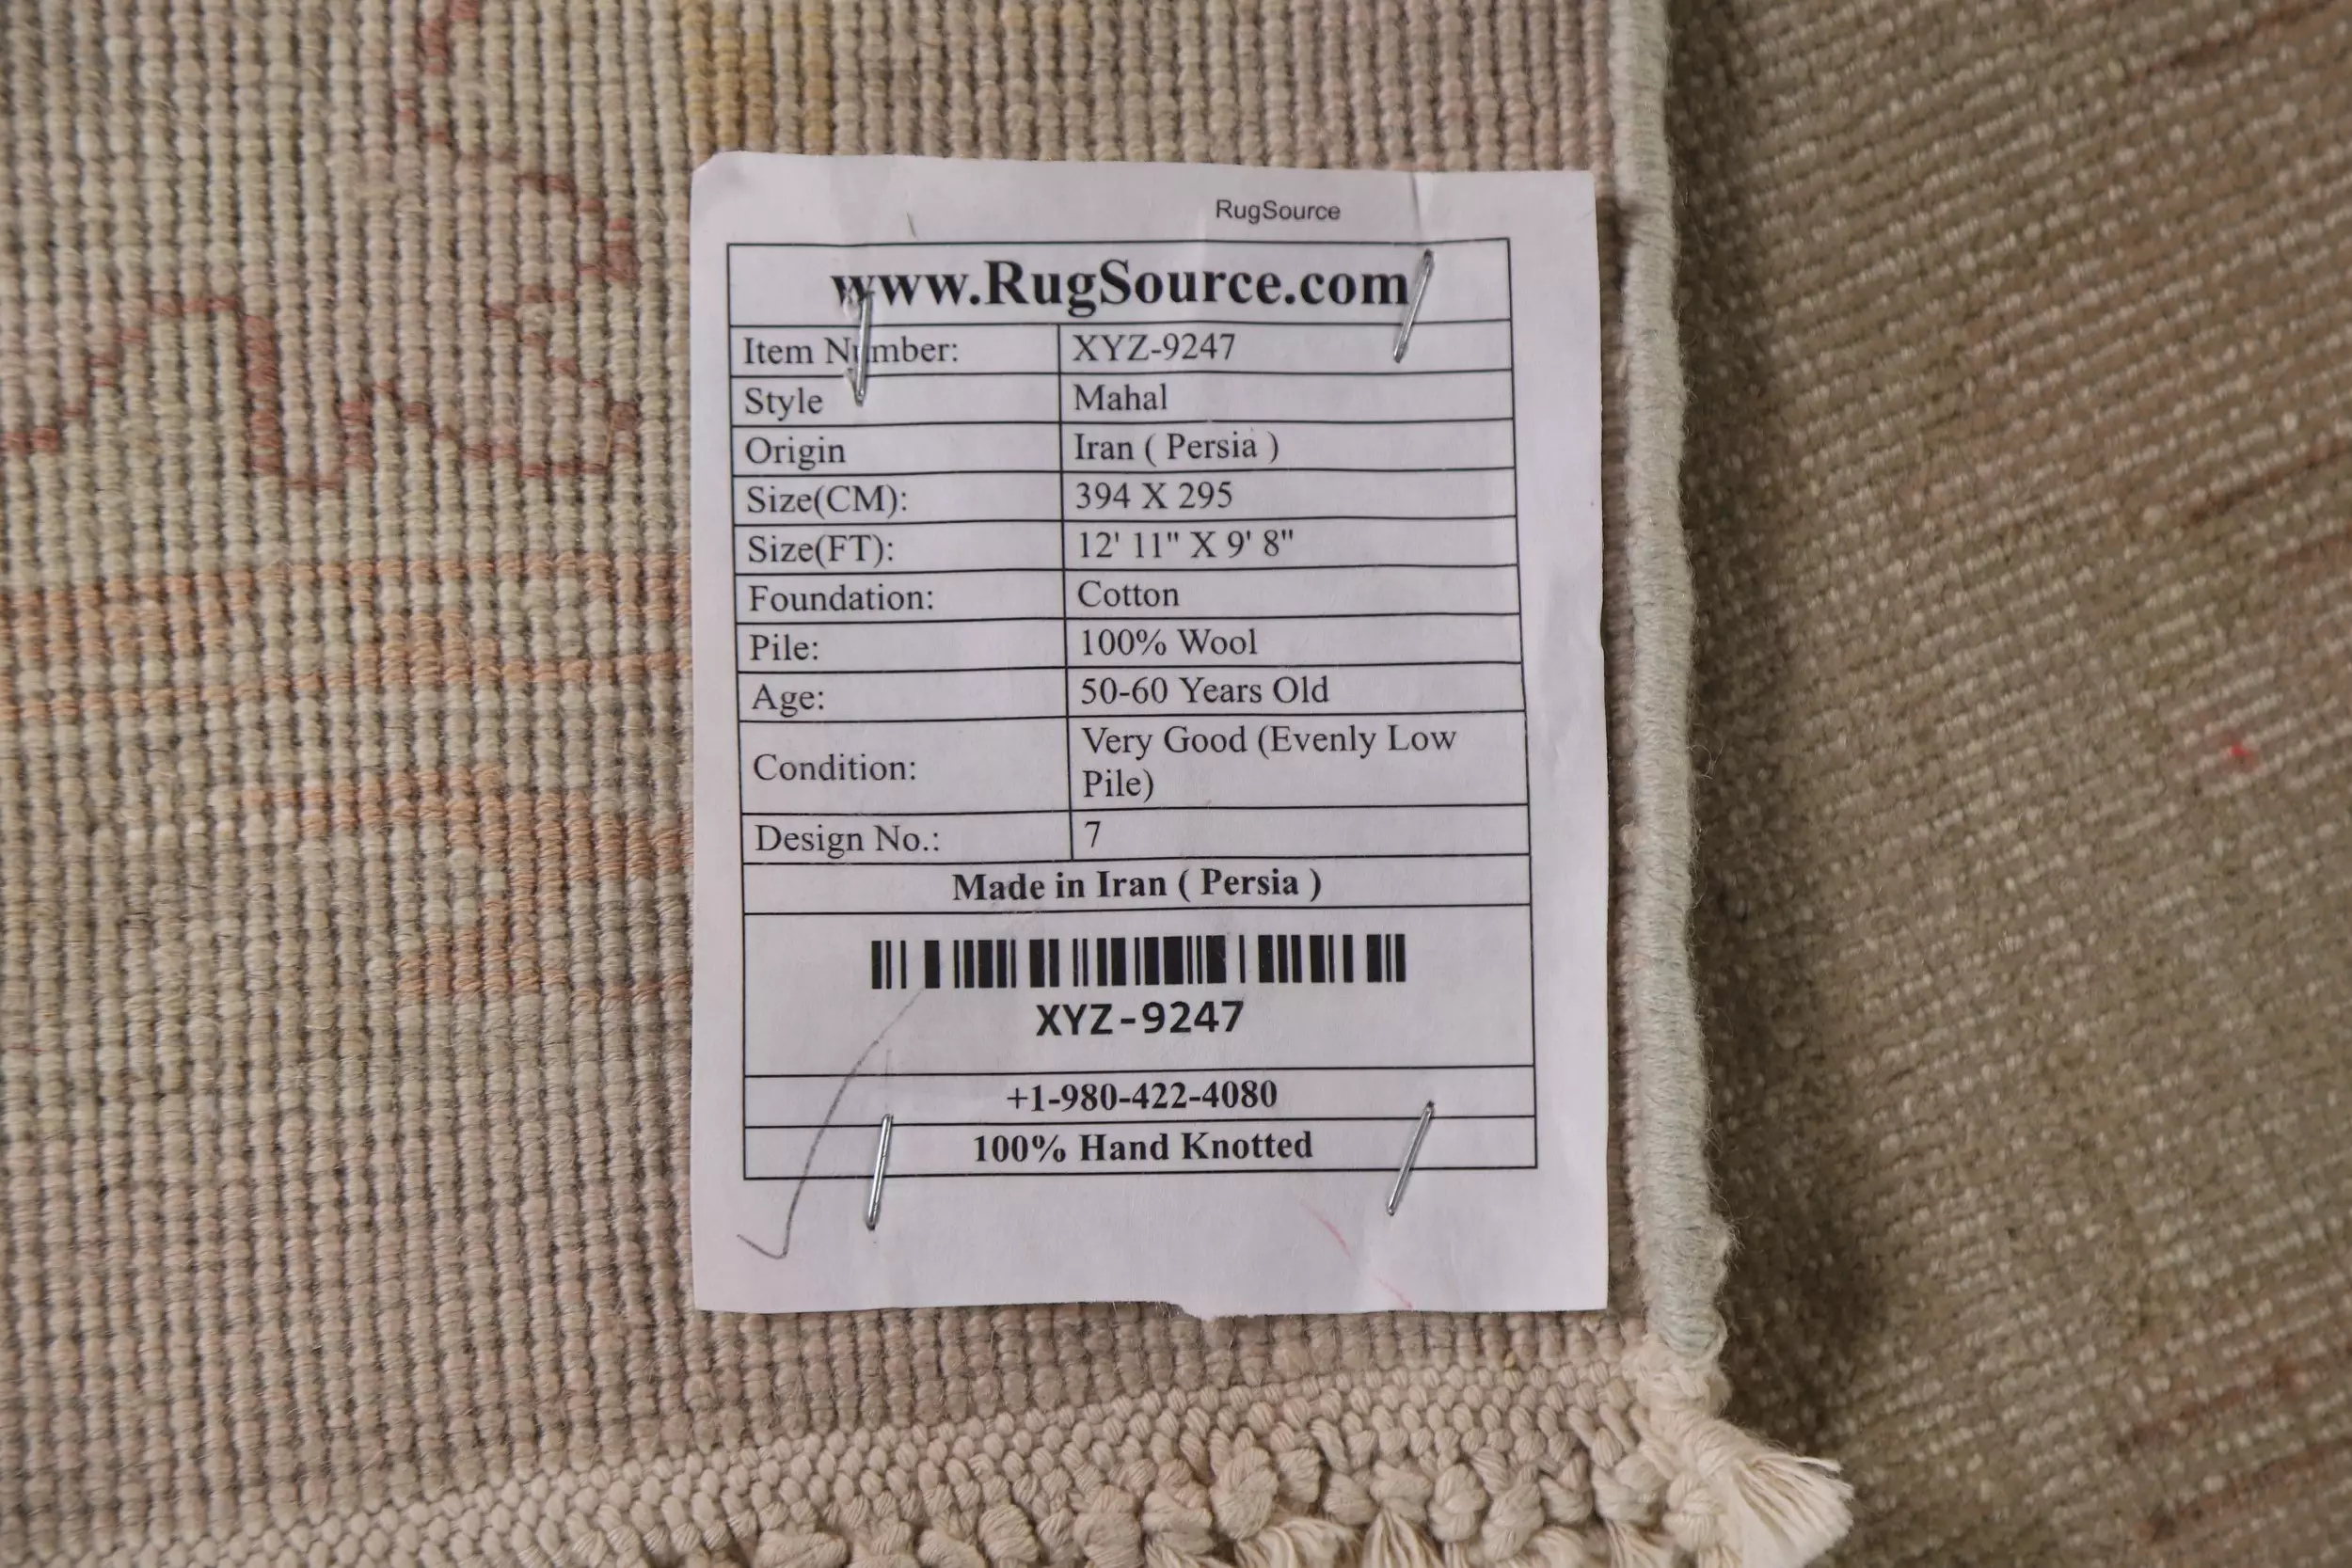 RugSource
www.RugSource.com
Item Number: XYZ-9247
Style Mahal
Origin Iran ( Persia )
Size(CM): 394 X 295
Size(FT): 12' 11" X 9' 8"
Foundation: Cotton
Pile: 100% Wool
Age: 50-60 Years Old
Condition: Very Good (Evenly Low
Pile)
Design No.: 7
Made in Iran ( Persia )
XYZ-9247
+1-980-422-4080
100% Hand Knotted